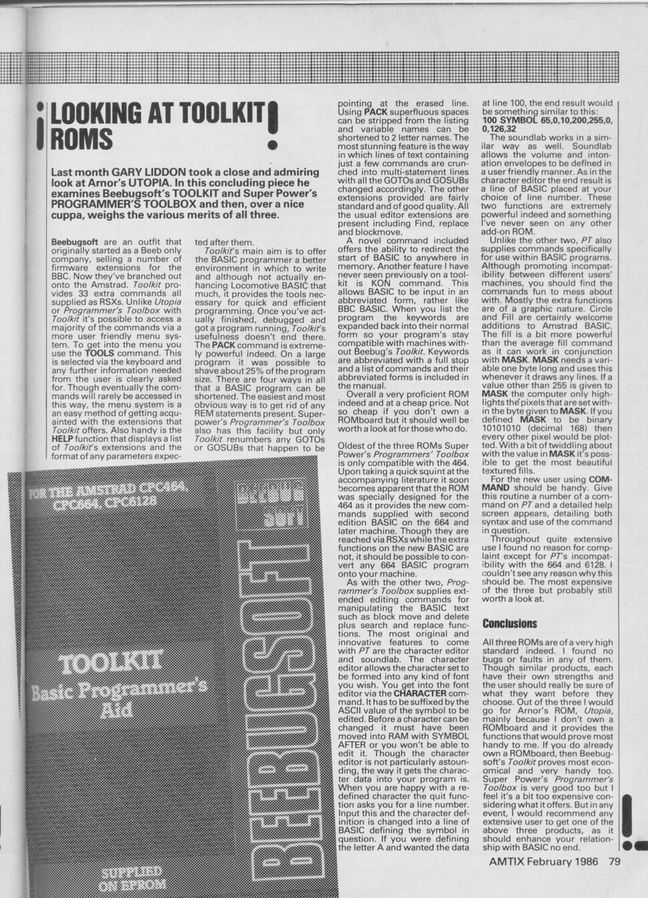 LOOKING AT TOOLKIT
ROMS
Last month GARY LIDDON took a close and admiring
look at Arnor's UTOPIA. In this concluding piece he
examines Beebugsoft's TOOLKIT and Super Power's
PROGRAMMER'S TOOLBOX and then, over a nice
cuppa, weighs the various merits of all three.
Beebugsoft are an outfit that
originally started as a Beeb only
company, selling a number of
firmware extensions for the
BBC. Now they've branched out
onto the Amstrad. Toolkit pro-
vides 33 extra commands all
supplied as RSXs. Unlike Utopia
or Programmer's Toolbox with
Toolkit it's possible to access a
majority of the commands via a
more user friendly menu sys-
tem. To get into the menu you
use the TOOLS command. This
is selected via the keyboard and
any further information needed
from the user is clearly asked
for. Though eventually the com-
mands will rarely be accessed in
this way, the menu system is a
an easy method of getting acqu-
ainted with the extensions that
Toolkit offers. Also handy is the
HELP function that displays a list
of Toolkit's extensions and the
format of any parameters expec-
ted after them.
Toolkit's main aim is to offer
the BASIC programmer a better
environment in which to write
and although not actually en-
hancing Locomotive BASIC that
much, it provides the tools nec-
essary for quick and efficient
programming. Once you've act-
ually finished, debugged and
got a program running, Toolkit's
usefulness doesn't end there.
The PACK command is extreme-
ly powerful indeed. On a large
program it was possible to
shave about 25% of the program
size. There are four ways in all
that a BASIC program can be
shortened. The easiest and most
obvious way is to get rid of any
REM statements present. Super-
power's Programmer's Toolbox
also has this facility but only
Toolkit renumbers any GOTOs
or GOSUBs that happen to be
pointing at the erased line.
Using PACK superfluous spaces
can be stripped from the listing
and variable names can be
shortened to 2 letter names. The
most stunning feature is the way
in which lines of text containing
just a few commands are crun-
ched into multi-statement lines
with all the GOTOs and GOSUBs
changed accordingly. The other
extensions provided are fairly
standard and of good quality. All
the usual editor extensions are
present including Find, replace
and blockmove.
A novel command included
offers the ability to redirect the
start of BASIC to anywhere in
memory. Another feature I have
never seen previously on a tool-
kit is KON command. This
allows BASIC to be input in an
abbreviated form, rather like
BBC BASIC. When you list the
program the keywords are
expanded back into their normal
form so your program's stay
compatible with machines with-
out Beebug's Toolkit. Keywords
are abbreviated with a full stop
and a list of commands and their
abbreviated forms is included in
the manual.
Overall a very proficient ROM
indeed and at a cheap price. Not
so cheap if you don't own a
ROMboard but it should well be
worth a look at for those who do.
Oldest of the three ROMs Super
Power's Programmers' Toolbox
is only compatible with the 464.
Upon taking a quick squint at the
accompanying literature it soon
becomes apparent that the ROM
was specially designed for the
464 as it provides the new com-
mands supplied with second
edition BASIC on the 664 and
later machine. Though they are
reached via RSXs while the extra
functions on the new BASIC are
not, it should be possible to con-
vert any 664 BASIC program
onto your machine.
As with the other two, Prog-
rammer's Toolbox supplies ext-
ended editing commands for
manipulating the BASIC text
such as block move and delete
plus search and replace func-
tions. The most original and
innovative features to come
with PT are the character editor
and soundlab. The character
editor allows the character set to
be formed into any kind of font
you wish. You get into the font
editor via the CHARACTER com-
mand. It has to be suffixed by the
ASCII value of the symbol to be
edited. Before a character can be
changed it must have been
moved into RAM with SYMBOL
AFTER or you won't be able to
edit it. Though the character
editor is not particularly astoun-
ding, the way it gets the charac-
ter data into your program is.
When you are happy with a re-
defined character the quit func-
tion asks you for a line number.
Input this and the character def-
inition is changed into a line of
BASIC defining the symbol in
question. If you were defining
the letter A and wanted the data
at line 100, the end result would
be something similar to this:
100 SYMBOL 65,0,10,200,255,0,
0,126,32
The soundlab works in a sim-
ilar way as well. Soundlab
allows the volume and inton-
ation envelopes to be defined in
a user friendly manner. As in the
character editor the end result is
a line of BASIC placed at your
choice of line number. These
two functions are extremely
powerful indeed and something
I've never seen on any other
add-on ROM.
Unlike the other two, PT also
supplies commands specifically
for use within BASIC programs.
Although promoting incompat-
ibility between different users'
machines, you should find the
commands fun to mess about
with. Mostly the extra functions
are of a graphic nature. Circle
and Fill are certainly welcome
additions to Amstrad BASIC.
The fill is a bit more powerful
than the average fill command
as it can work in conjunction
with MASK. MASK needs a vari-
able one byte long and uses this
whenever it draws any lines. If a
value other than 255 is given to
MASK the computer only high-
lights the pixels that are set with-
in the byte given to MASK. If you
defined MASK to be binary
10101010 (decimal 168) then
every other pixel would be plot-
ted. With a bit of twiddling about
with the value in MASK it's poss-
ible to get the most beautiful
textured fills.
For the new user using COM-
MAND should be handy. Give
this routine a number of a com-
mand on PT and a detailed help
screen appears, detailing both
syntax and use of the command
in question.
Throughout quite extensive
use I found no reason for comp-
laint except for PT's incompat-
ibility with the 664 and 6128. I
couldn't see any reason why this
should be. The most expensive
of the three but probably still
worth a look at.
Conclusions
All three ROMs are of a very high
standard indeed. I found no
bugs or faults in any of them.
Though similar products, each
have their own strengths and
the user should really be sure of
what they want before they
choose. Out of the three I would
go for Arnor's ROM, Utopia,
mainly because I don't own a
ROMboard and it provides the
functions that would prove most
handy to me. If you do already
own a ROMboard, then Beebug-
soft's Toolkit proves most econ-
omical and very handy too.
Super Power's Programmer's
Toolbox is very good too but I
feel it's a bit too expensive con-
sidering what it offers. But in any
event, I would recommend any
extensive user to get one of the
above three products, as it
should enhance your relation-
ship with BASIC no end.
FOR THE AMSTRAD CPC464,
CPC664, CPC6128
BEEBUG
SOFT
TOOLKIT
Basic Programmer's
Aid
BEEBUGSOFT
SUPPLIED
ON EPROM
AMTIX February 1986 79